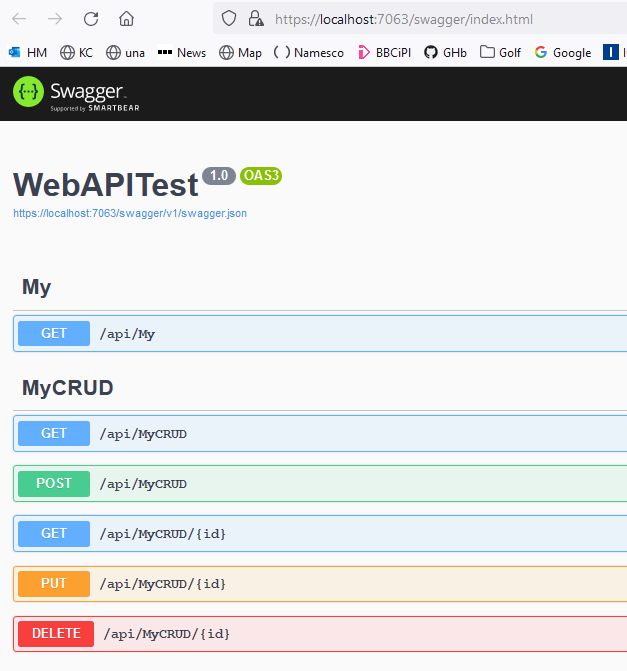 https://localhost:7063/swagger/index.html
HM KC una News Map Namesco BBCiPl GHb Golf Google
Swagger
Supported by SMARTBEAR
WebAPITest 1.0 OAS3
https://localhost:7063/swagger/v1/swagger.json
My
GET /api/My
MyCRUD
GET /api/MyCRUD
POST /api/MyCRUD
GET /api/MyCRUD/{id}
PUT /api/MyCRUD/{id}
DELETE /api/MyCRUD/{id}